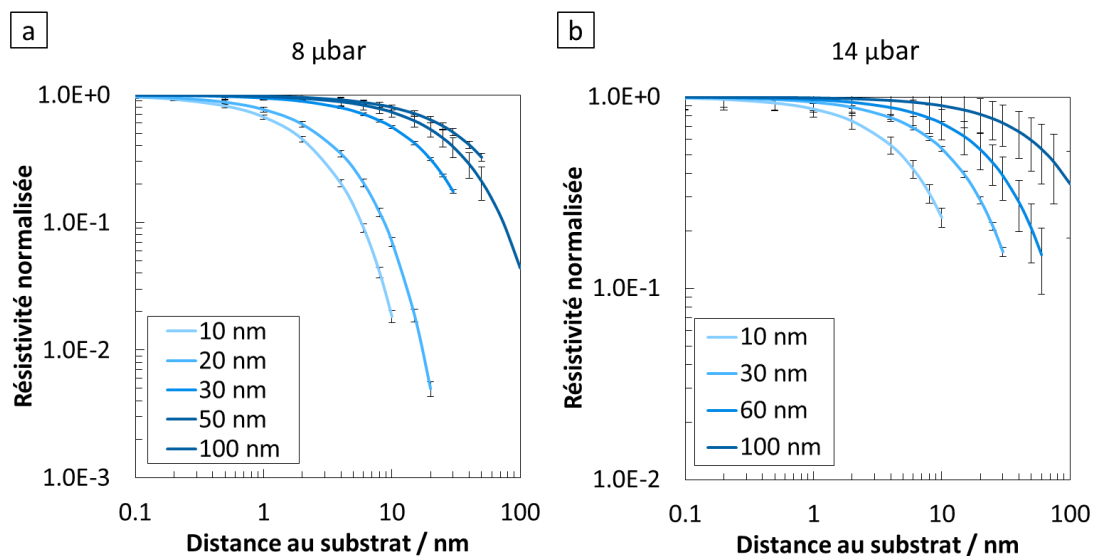 a
8 µbar
Résistivité normalisée
1.0E+0
1.0E-1
1.0E-2
1.0E-3
10 nm
20 nm
30 nm
50 nm
100 nm
0.1
1
10
100
Distance au substrat / nm
b
14 µbar
Résistivité normalisée
1.0E+0
1.0E-1
1.0E-2
10 nm
30 nm
60 nm
100 nm
0.1
1
10
100
Distance au substrat / nm